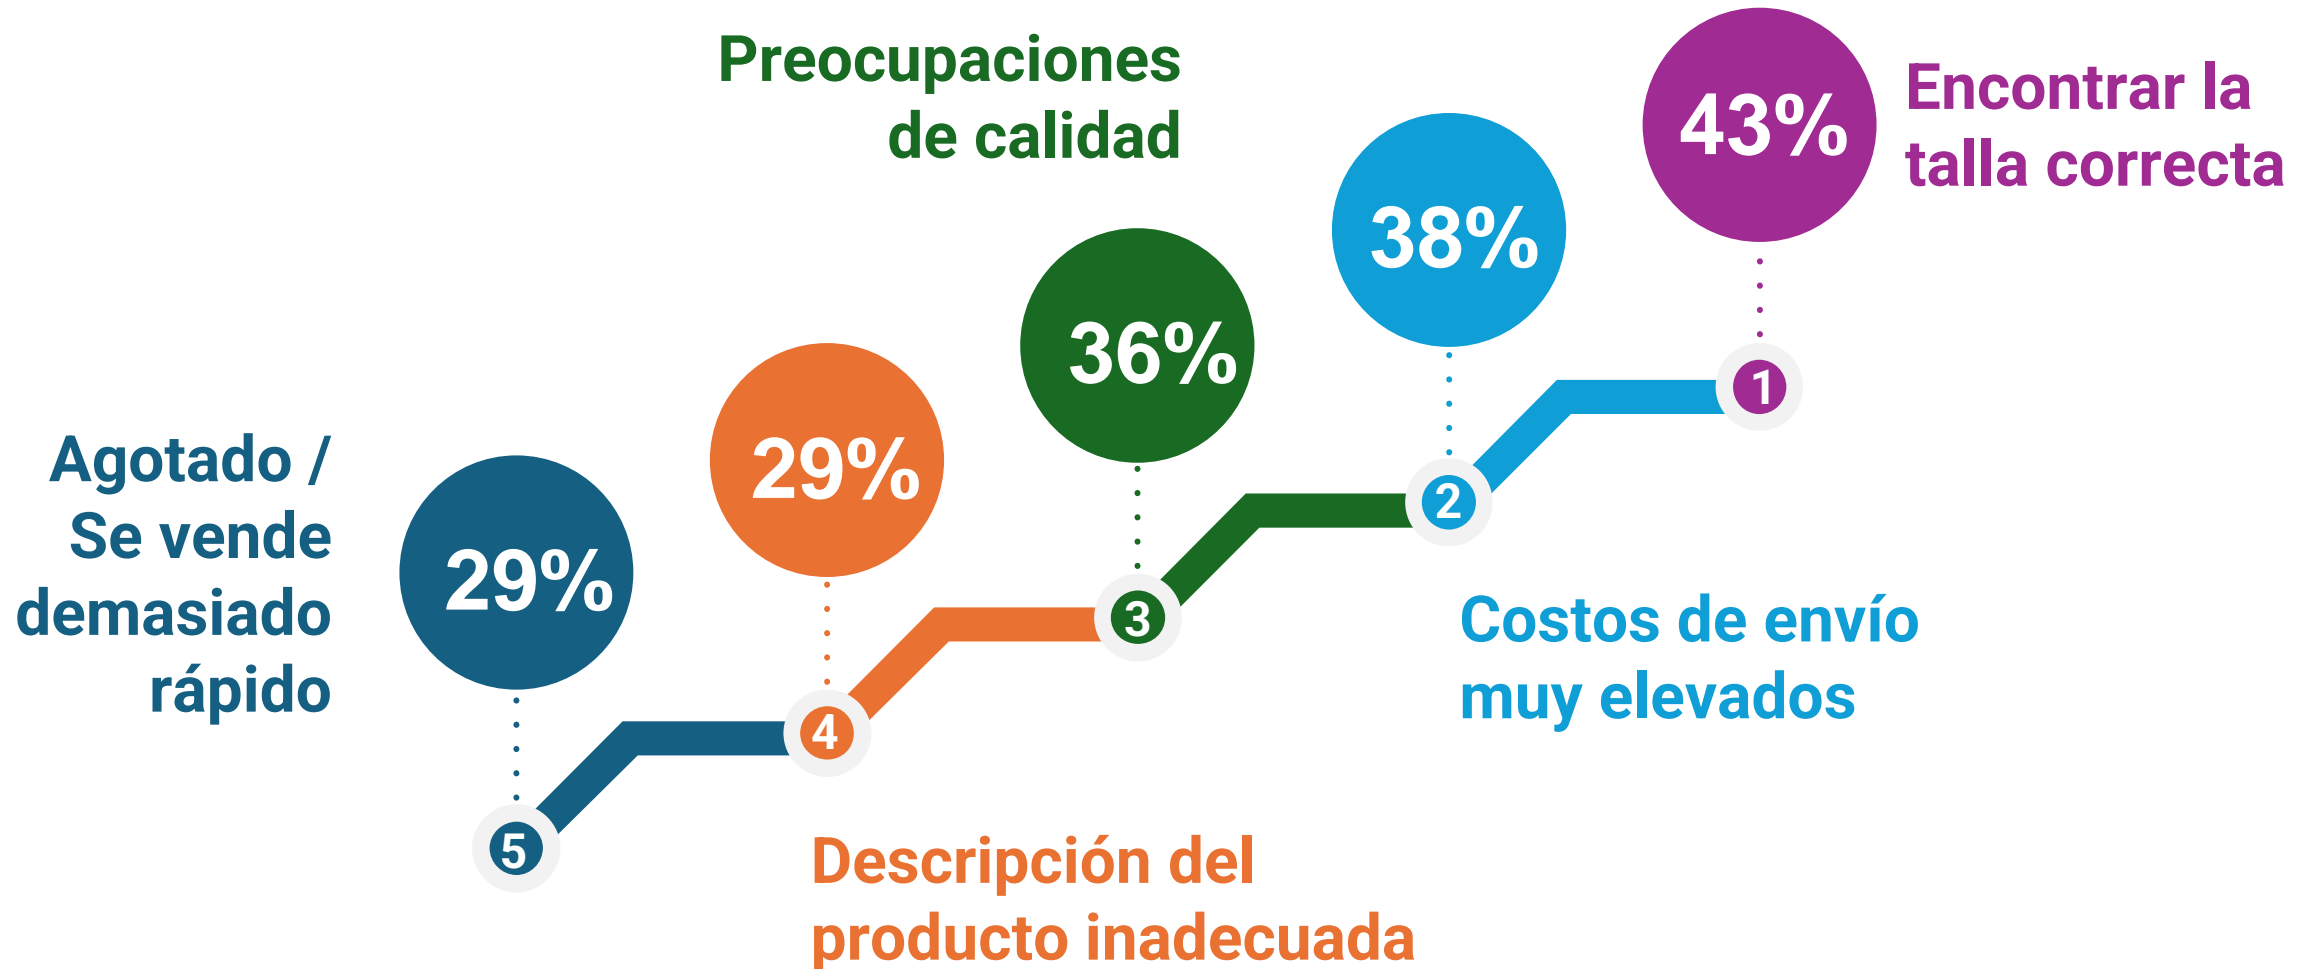 Preocupaciones
de calidad
43%
Encontrar la
talla correcta
38%
36%
29%
1
Agotado /
Se vende
demasiado
rápido
29%
2
3
Costos de envío
muy elevados
4
5
Descripción del
producto inadecuada